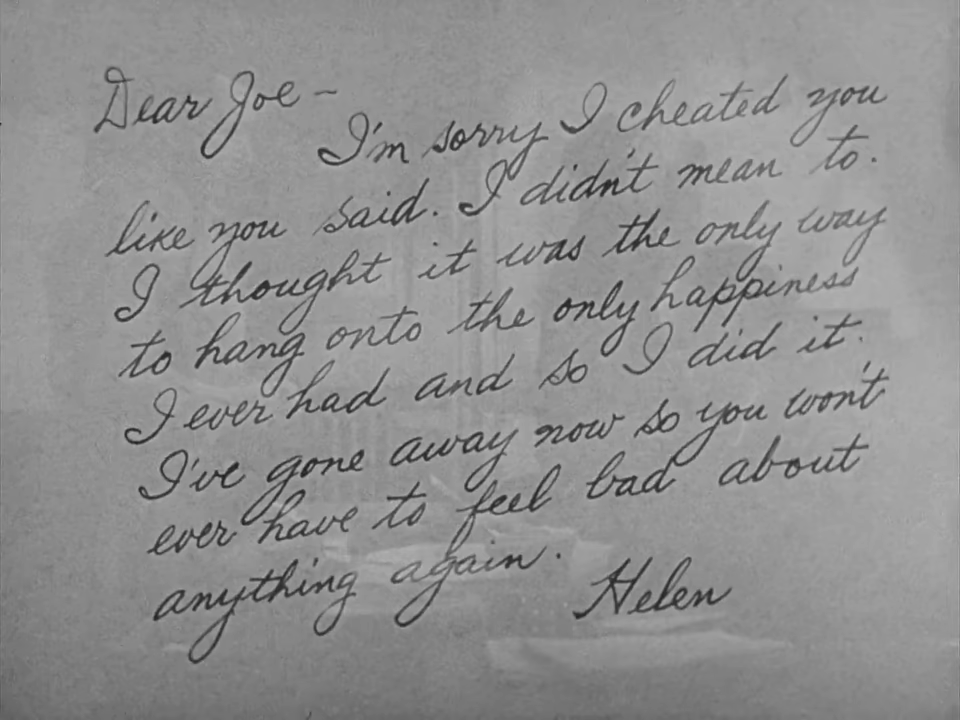 Dear Joe –
I'm sorry I cheated you
like you said. I didn't mean to.
I thought it was the only way
to hang onto the only happiness
I ever had and so I did it.
I've gone away now so you won't
ever have to feel bad about
anything again.
Helen